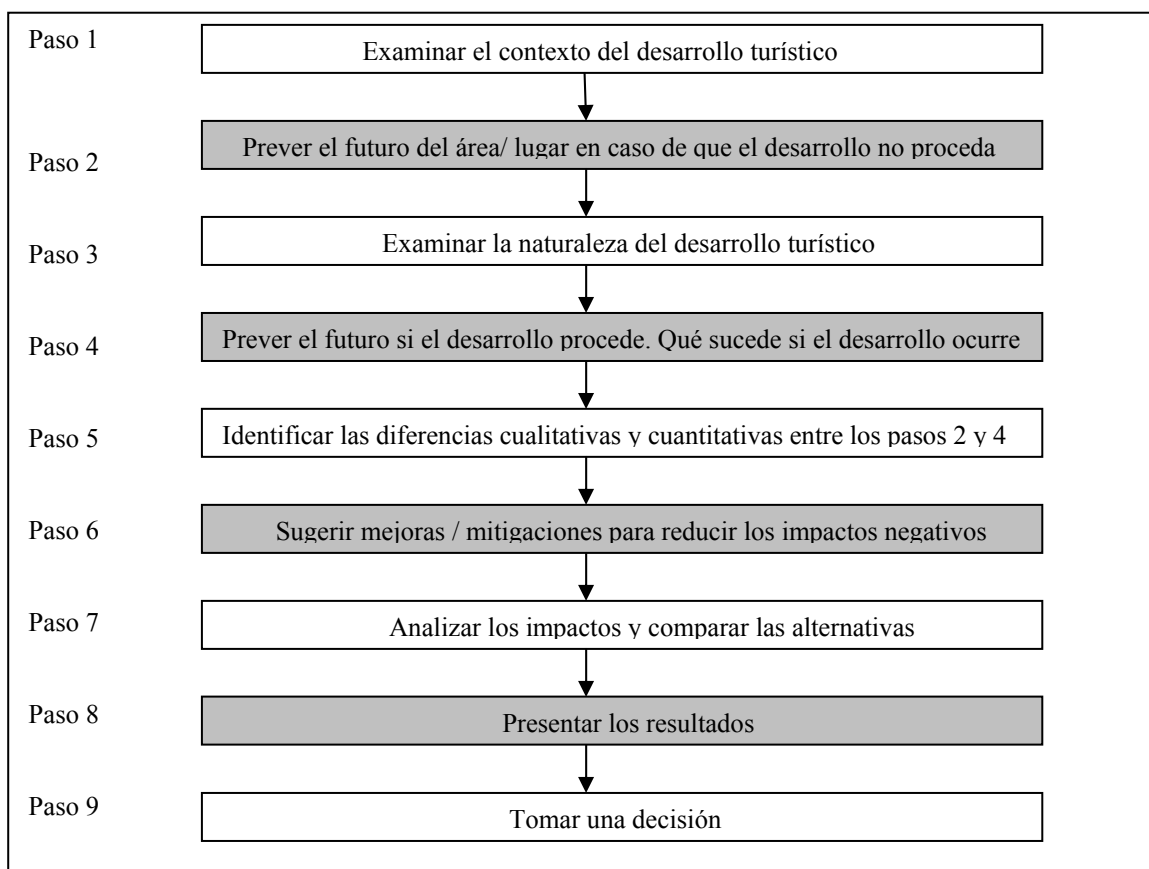 Paso 1
Examinar el contexto del desarrollo turístico
Paso 2
Prever el futuro del área/ lugar en caso de que el desarrollo no proceda
Paso 3
Examinar la naturaleza del desarrollo turístico
Paso 4
Prever el futuro si el desarrollo procede. Qué sucede si el desarrollo ocurre
Paso 5
Identificar las diferencias cualitativas y cuantitativas entre los pasos 2 y 4
Paso 6
Sugerir mejoras / mitigaciones para reducir los impactos negativos
Paso 7
Analizar los impactos y comparar las alternativas
Paso 8
Presentar los resultados
Paso 9
Tomar una decisión